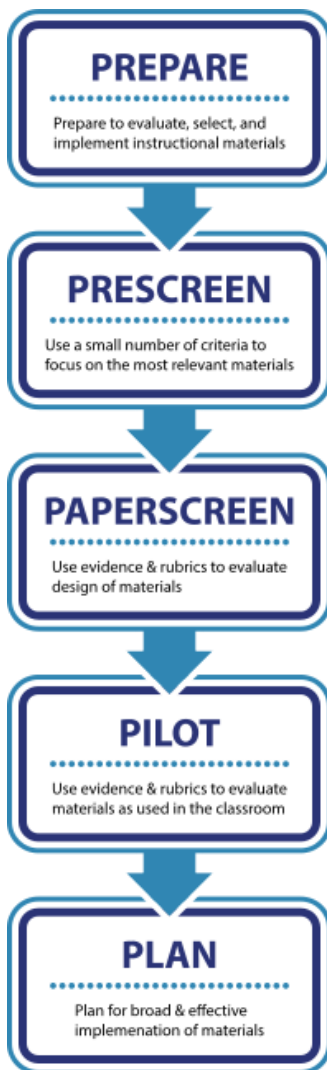 PREPARE
Prepare to evaluate, select, and
implement instructional materials
PRESCREEN
Use a small number of criteria to
focus on the most relevant materials
PAPERSCREEN
Use evidence & rubrics to evaluate
design of materials
PILOT
Use evidence & rubrics to evaluate
materials as used in the classroom
PLAN
Plan for broad & effective
implemenation of materials